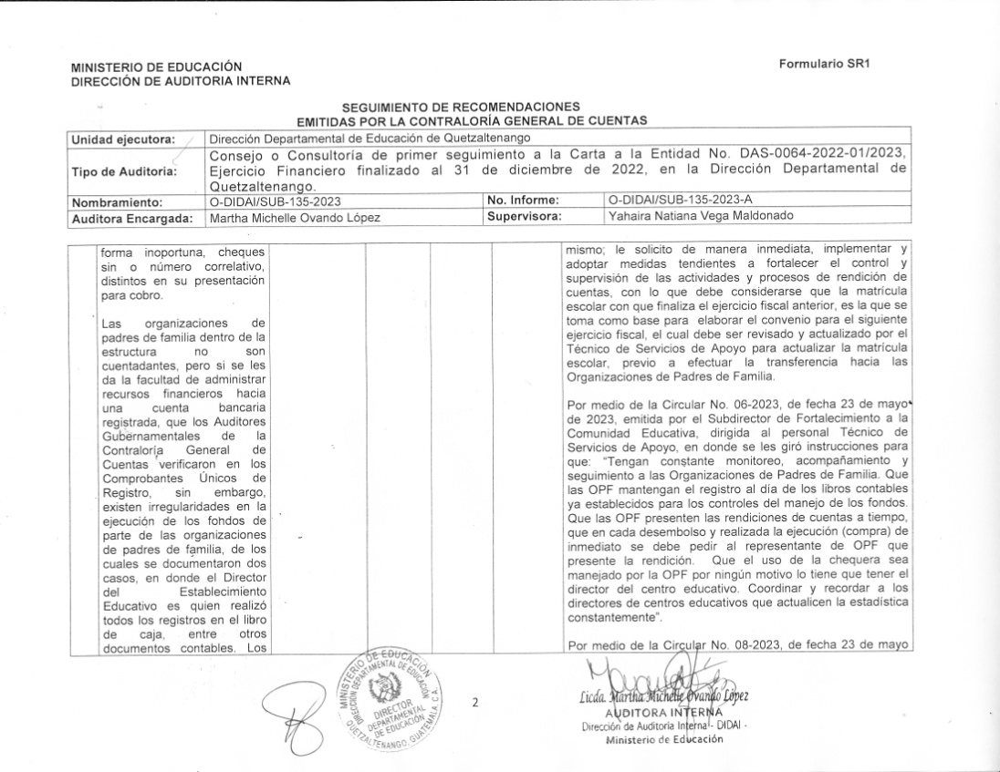 MINISTERIO DE EDUCACIÓN
DIRECCIÓN DE AUDITORIA INTERNA
Formulario SR1
SEGUIMIENTO DE RECOMENDACIONES
EMITIDAS POR LA CONTRALORÍA GENERAL DE CUENTAS
Unidad ejecutora: Dirección Departamental de Educación de Quetzaltenango
Tipo de Auditoria: Consejo o Consultoría de primer seguimiento a la Carta a la Entidad No. DAS-0064-2022-01/2023,
Ejercicio Financiero finalizado al 31 de diciembre de 2022, en la Dirección Departamental de
Quetzaltenango.
Nombramiento: O-DIDAI/SUB-135-2023 No. Informe: O-DIDAI/SUB-135-2023-A
Auditora Encargada: Martha Michelle Ovando López Supervisora: Yahaira Natiana Vega Maldonado
forma inoportuna, cheques
sin o número correlativo,
distintos en su presentación
para cobro.
Las organizaciones de
padres de familia dentro de la
estructura no son
cuentadantes, pero si se les
da la facultad de administrar
recursos financieros hacia
una cuenta bancaria
registrada, que los Auditores
Gubernamentales de la
Contraloría General de
Cuentas verificaron en los
Comprobantes Únicos de
Registro, sin embargo,
existen irregularidades en la
ejecución de los fohdos de
parte de las organizaciones
de padres de familia, de los
cuales se documentaron dos
casos, en donde el Director
del Establecimiento
Educativo es quien realizó
todos los registros en el libro
de caja, entre otros
documentos contables. Los
mismo; le solicito de manera inmediata, implementar y
adoptar medidas tendientes a fortalecer el control y
supervisión de las actividades y procesos de rendición de
cuentas, con lo que debe considerarse que la matrícula
escolar con que finaliza el ejercicio fiscal anterior, es la que se
toma como base para elaborar el convenio para el siguiente
ejercicio fiscal, el cual debe ser revisado y actualizado por el
Técnico de Servicios de Apoyo para actualizar la matrícula
escolar, previo a efectuar la transferencia hacia las
Organizaciones de Padres de Familia.
Por medio de la Circular No. 06-2023, de fecha 23 de mayo
de 2023, emitida por el Subdirector de Fortalecimiento a la
Comunidad Educativa, dirigida al personal Técnico de
Servicios de Apoyo, en donde se les giró instrucciones para
que: “Tengan constante monitoreo, acompañamiento y
seguimiento a las Organizaciones de Padres de Familia. Que
las OPF mantengan el registro al día de los libros contables
ya establecidos para los controles del manejo de los fondos.
Que las OPF presenten las rendiciones de cuentas a tiempo,
que en cada desembolso y realizada la ejecución (compra) de
inmediato se debe pedir al representante de OPF que
presente la rendición. Que el uso de la chequera sea
manejado por la OPF por ningún motivo lo tiene que tener el
director del centro educativo. Coordinar y recordar a los
directores de centros educativos que actualicen la estadística
constantemente”.
Por medio de la Circular No. 08-2023, de fecha 23 de mayo
MINISTERIO DE EDUCACIÓN
DIRECCIÓN DEPARTAMENTAL DE EDUCACIÓN
DIRECTOR
DEPARTAMENTAL
DE EDUCACIÓN
QUETZALTENANGO, GUATEMALA, C.A.
2
Licda. Martha Michelle Ovando López
AUDITORA INTERNA
Dirección de Auditoria Interna - DIDAI -
Ministerio de Educación